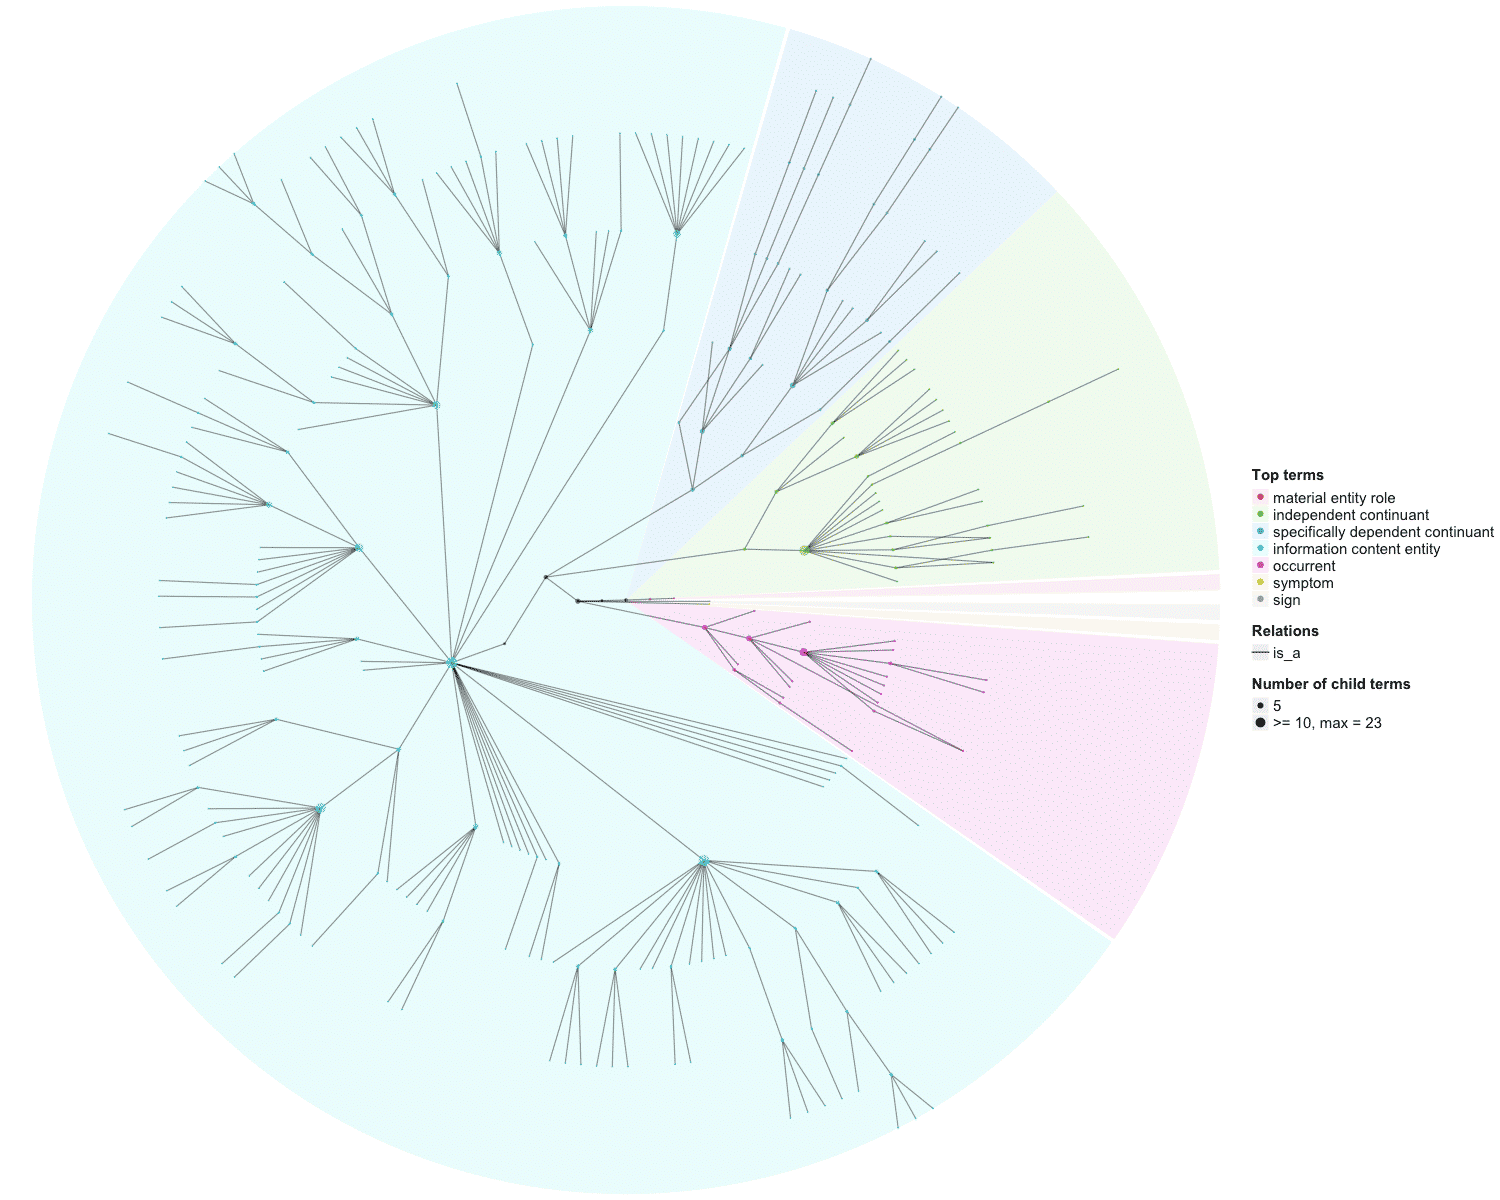 Top terms
material entity role
independent continuant
specifically dependent continuant
information content entity
occurrent
symptom
sign
Relations
is_a
Number of child terms
5
>= 10, max = 23